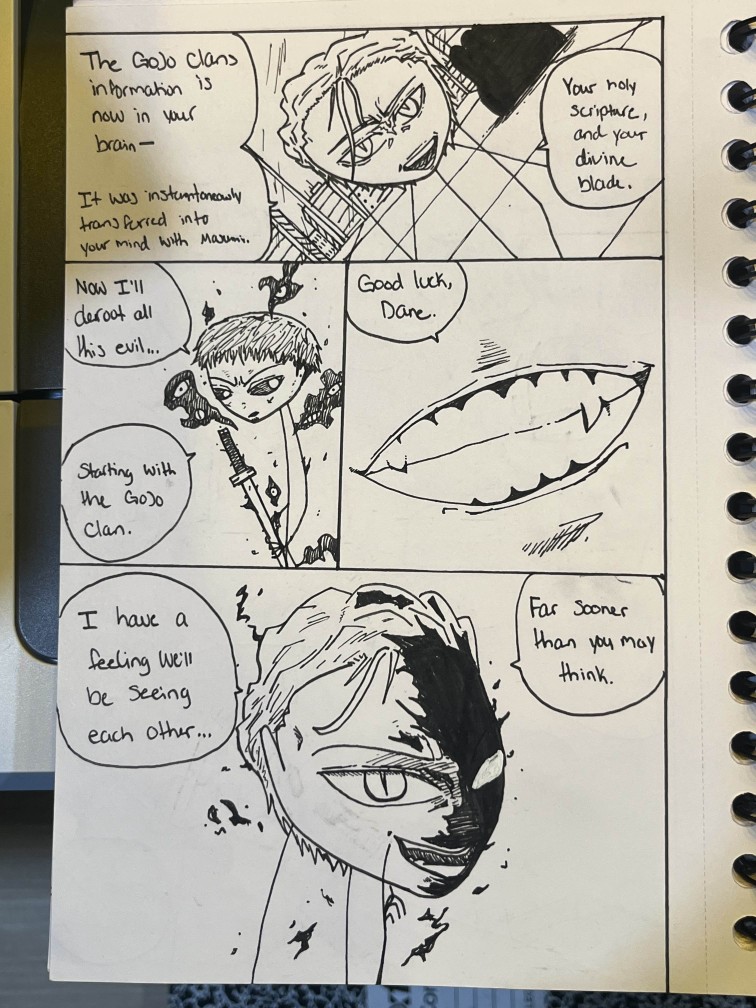 The GoJo Clans
information is
now in your
brain—
It was instantaneously
transferred into
your mind with Masumi.
Your holy
scripture,
and your
divine
blade.
Now I'll
deroot all
this evil...
Starting with
the GoJo
Clan.
Good luck,
Dane.
I have a
feeling We'll
be seeing
each other...
Far sooner
than you may
think.